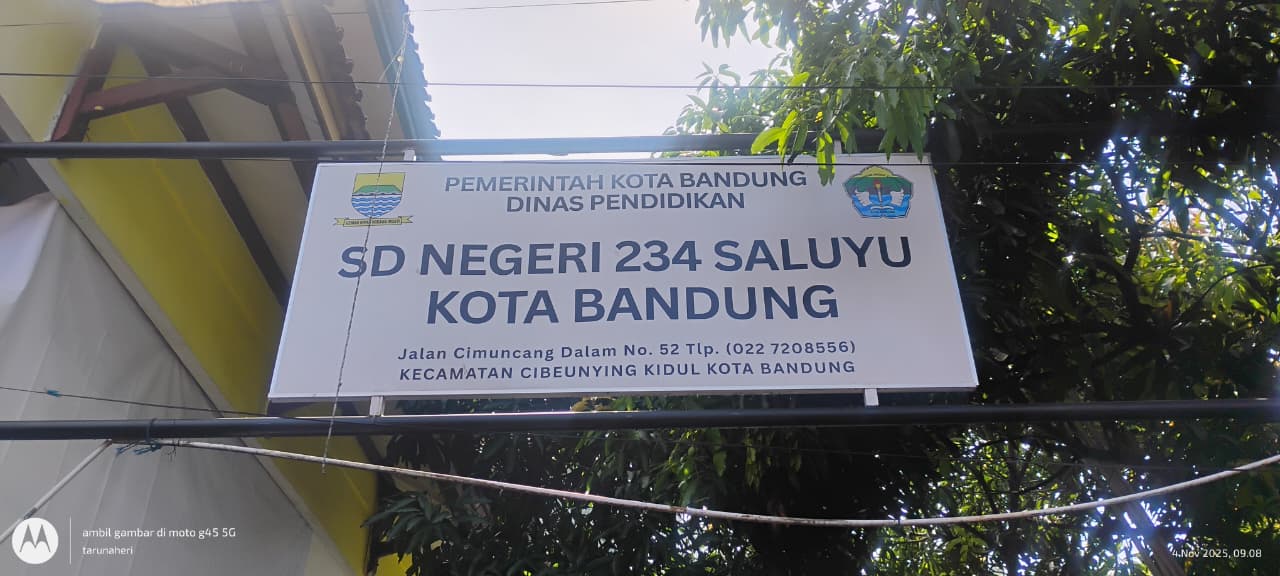 PEMERINTAH KOTA BANDUNG
DINAS PENDIDIKAN
SD NEGERI 234 SALUYU
KOTA BANDUNG
Jalan Cimuncang Dalam No. 52 Tlp. (022 7208556)
KECAMATAN CIBEUNYING KIDUL KOTA BANDUNG
ambil gambar di moto g45 5G
tarunaheri
4 Nov 2025, 09.08